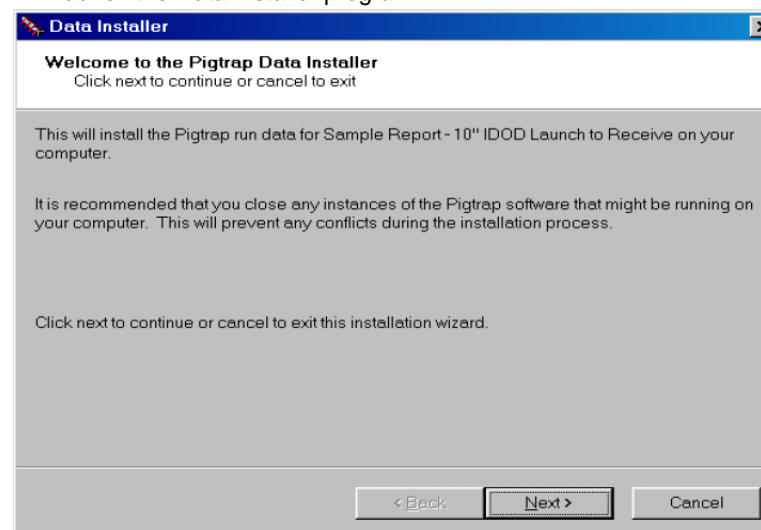 Data Installer
Welcome to the Pigtrap Data Installer
Click next to continue or cancel to exit
This will install the Pigtrap run data for Sample Report - 10" IDOD Launch to Receive on your
computer.
It is recommended that you close any instances of the Pigtrap software that might be running on
your computer.  This will prevent any conflicts during the installation process.
Click next to continue or cancel to exit this installation wizard.
< Back
Next >
Cancel